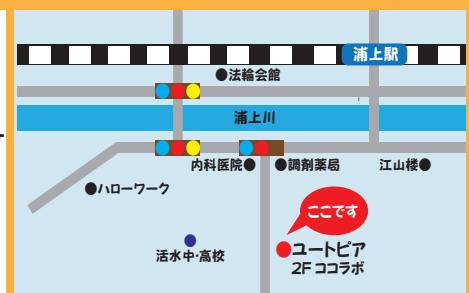 浦上駅
●法輪会館
浦上川
内科医院●
●調剤薬局
江山楼●
●ハローワーク
ここです
活水中・高校
●ユートピア
2F ココラボ